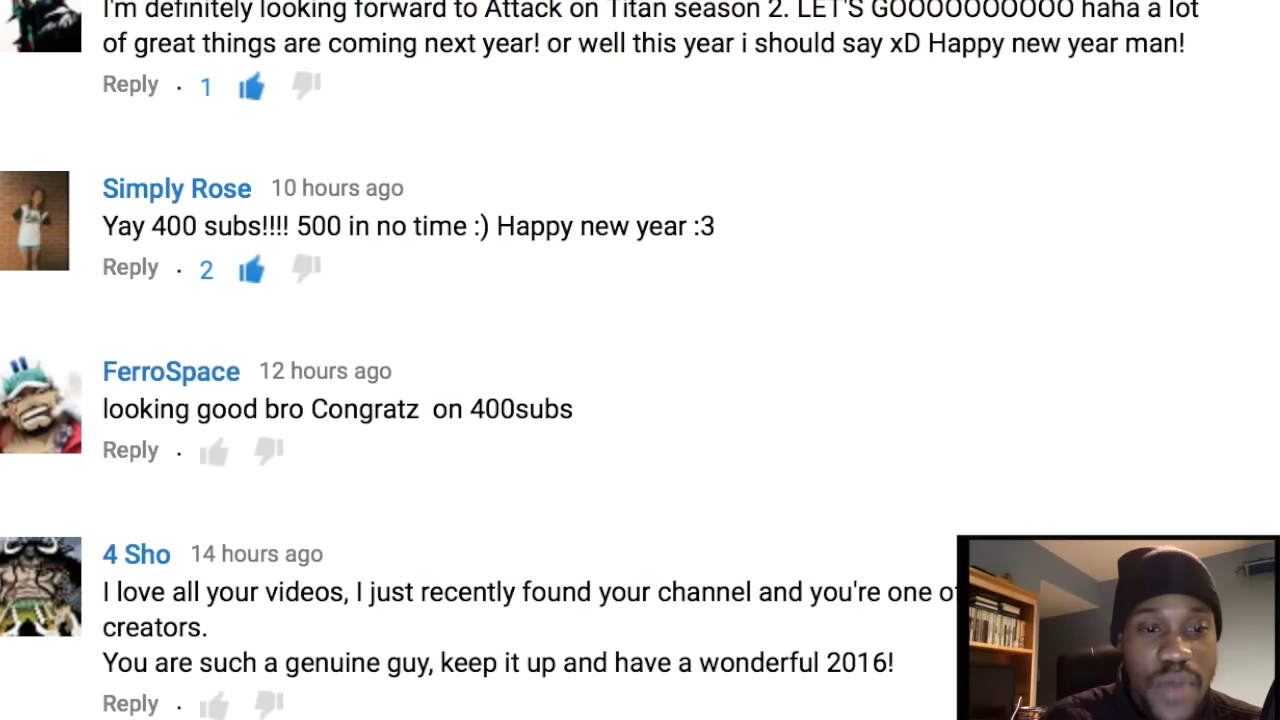 I'm definitely looking forward to Attack on Titan season 2. LET'S GOOOOOOOOOO haha a lot
of great things are coming next year! or well this year i should say xD Happy new year man!
Reply · 1
Simply Rose 10 hours ago
Yay 400 subs!!!! 500 in no time :) Happy new year :3
Reply · 2
FerroSpace 12 hours ago
looking good bro Congratz  on 400subs
Reply ·
4 Sho 14 hours ago
I love all your videos, I just recently found your channel and you're one of
creators.
You are such a genuine guy, keep it up and have a wonderful 2016!
Reply ·